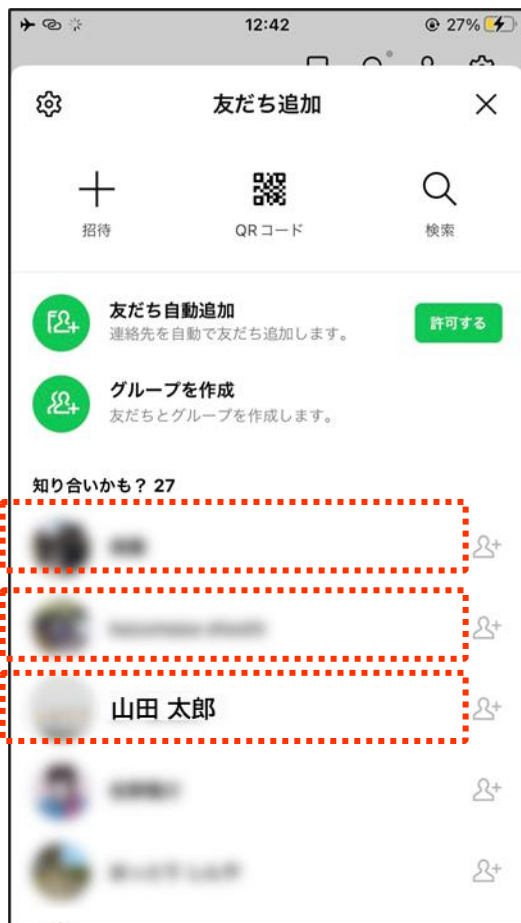 12:42
27%
友だち追加
招待
QRコード
検索
友だち自動追加
連絡先を自動で友だち追加します。
許可する
グループを作成
友だちとグループを作成します。
知り合いかも？ 27
山田 太郎